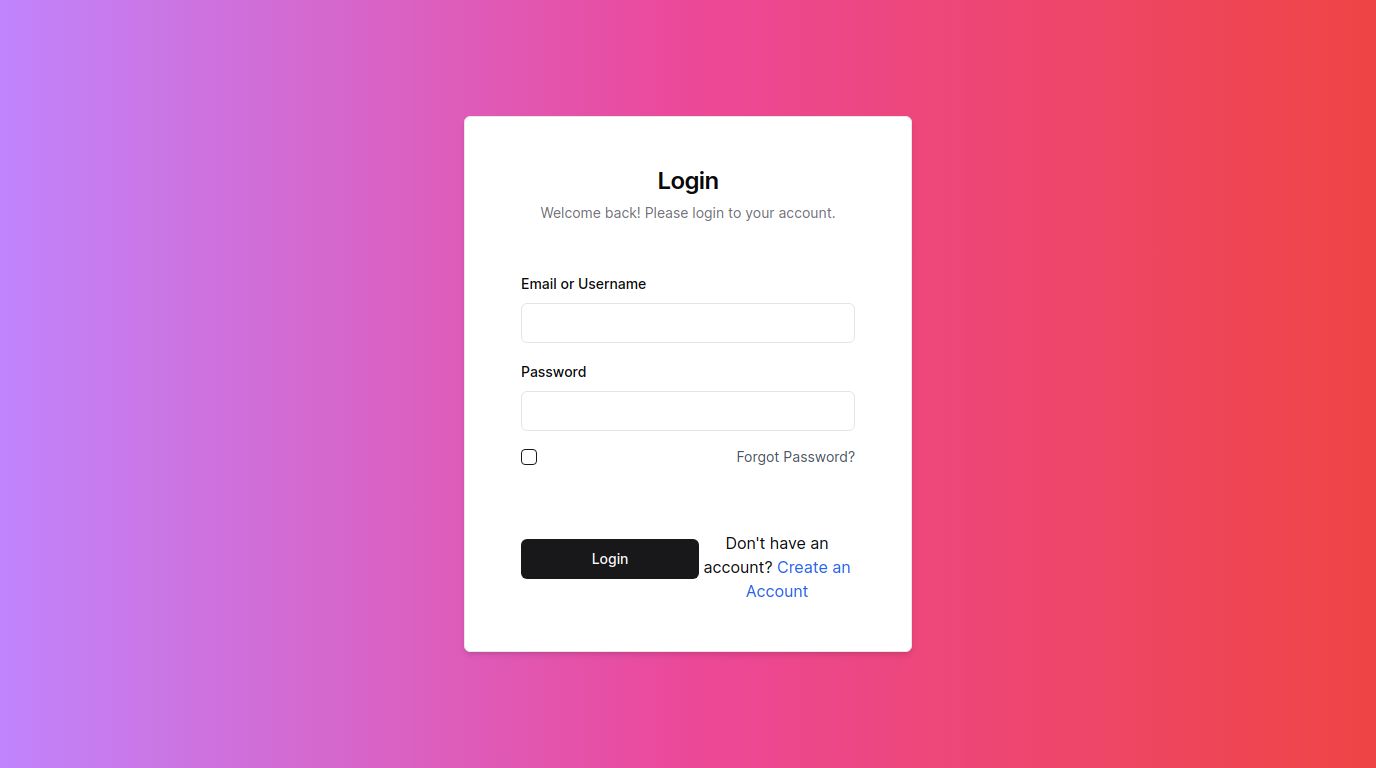 Login
Welcome back! Please login to your account.
Email or Username
Password
Forgot Password?
Login
Don't have an
account? Create an
Account